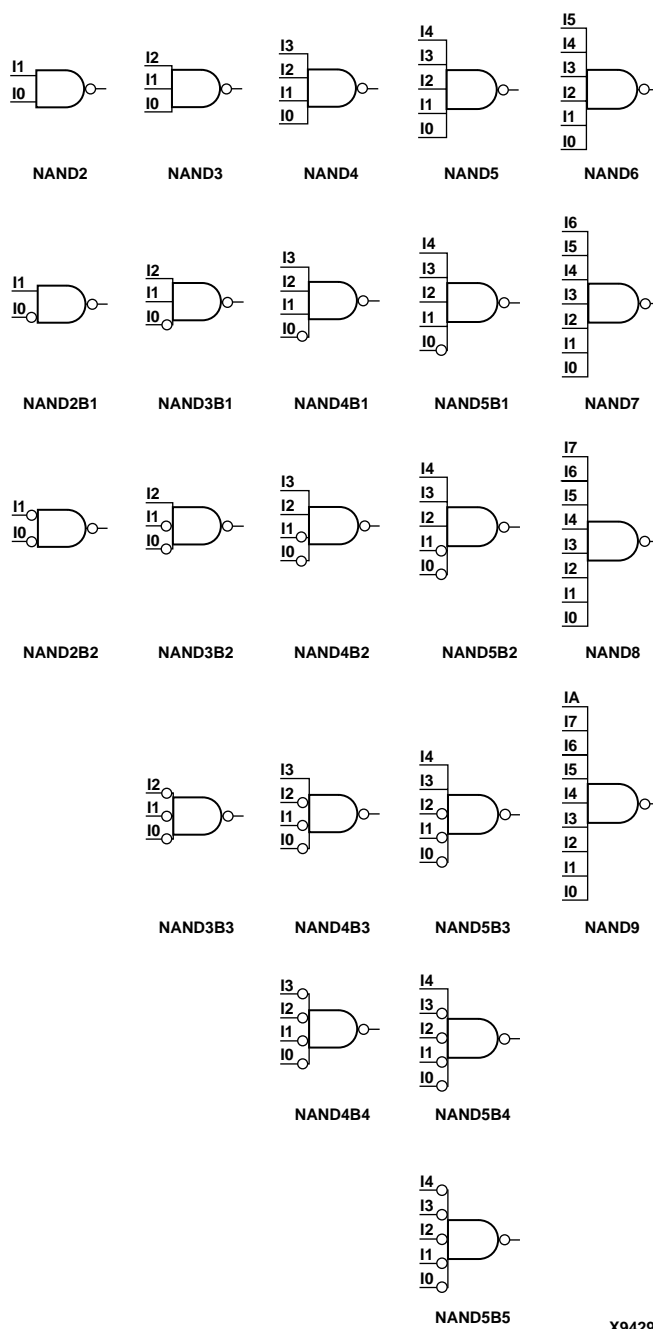 I1
I0
NAND2
I2
I1
I0
NAND3
I3
I2
I1
I0
NAND4
I4
I3
I2
I1
I0
NAND5
I5
I4
I3
I2
I1
I0
NAND6
I1
I0
NAND2B1
I2
I1
I0
NAND3B1
I3
I2
I1
I0
NAND4B1
I4
I3
I2
I1
I0
NAND5B1
I6
I5
I4
I3
I2
I1
I0
NAND7
I1
I0
NAND2B2
I2
I1
I0
NAND3B2
I3
I2
I1
I0
NAND4B2
I4
I3
I2
I1
I0
NAND5B2
I7
I6
I5
I4
I3
I2
I1
I0
NAND8
I2
I1
I0
NAND3B3
I3
I2
I1
I0
NAND4B3
I4
I3
I2
I1
I0
NAND5B3
IA
I7
I6
I5
I4
I3
I2
I1
I0
NAND9
I3
I2
I1
I0
NAND4B4
I4
I3
I2
I1
I0
NAND5B4
I4
I3
I2
I1
I0
NAND5B5
X9429